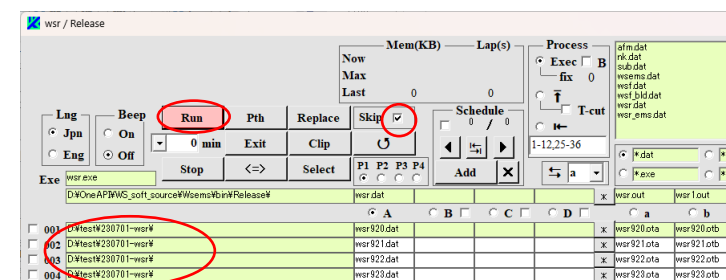 wsr / Release
Mem(KB) Lap(s) Process
Now Exec B
Max fix 0
Last 0 0 T
Lng Beep Schedule T-cut
Jpn On Run Pth Replace Skip 0 / 0
Eng Off 0 min Exit Clip 1-12,25-36
Stop <=> Select P1 P2 P3 P4 Add X a
Exe wsr.exe
afm.dat
nk.dat
sub.dat
wsems.dat
wsf.dat
wsf_bld.dat
wsr.dat
wsr_ems.dat
*.dat *
*.exe *
D:¥OneAPI¥WS_soft_source¥Wsems¥bin¥Release¥ wsr.dat x wsr.out wsr1.out
A B C D a b
001 D:¥test¥230701-wsr¥ wsr920.dat x wsr920.ota wsr920.otb
002 D:¥test¥230701-wsr¥ wsr921.dat x wsr921.ota wsr921.otb
003 D:¥test¥230701-wsr¥ wsr922.dat x wsr922.ota wsr922.otb
004 D:¥test¥230701-wsr¥ wsr923.dat x wsr923.ota wsr923.otb